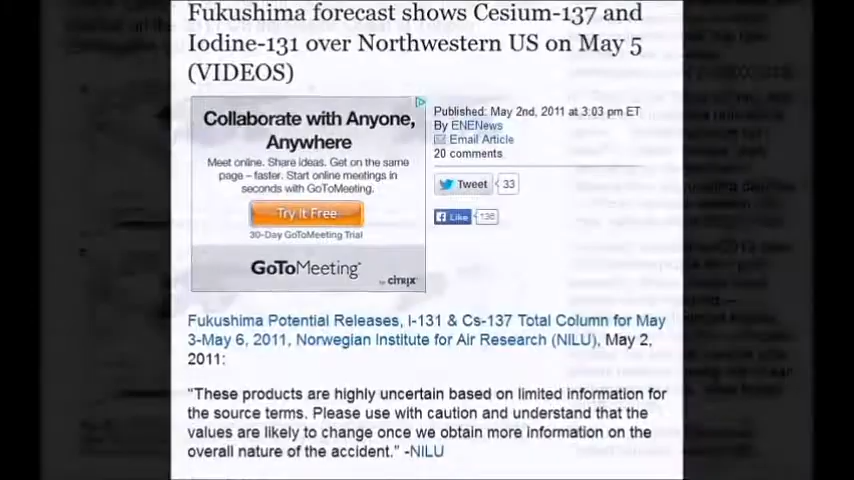 Fukushima forecast shows Cesium-137 and
Iodine-131 over Northwestern US on May 5
(VIDEOS)
Collaborate with Anyone,
Anywhere
Meet online. Share ideas. Get on the same
page – faster. Start online meetings in
seconds with GoToMeeting.
Try It Free
30-Day GoToMeeting Trial
GoToMeeting
by CITRIX
Published: May 2nd, 2011 at 3:03 pm ET
By ENENews
Email Article
20 comments
Tweet 33
Like 136
Fukushima Potential Releases, I-131 & Cs-137 Total Column for May
3-May 6, 2011, Norwegian Institute for Air Research (NILU), May 2,
2011:
"These products are highly uncertain based on limited information for
the source terms. Please use with caution and understand that the
values are likely to change once we obtain more information on the
overall nature of the accident." -NILU